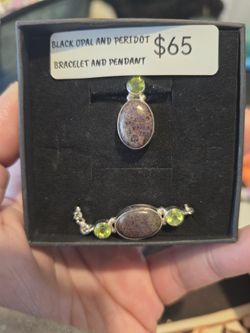 BLACK OPAL AND PERIDOT $65
BRACELET AND PENDANT